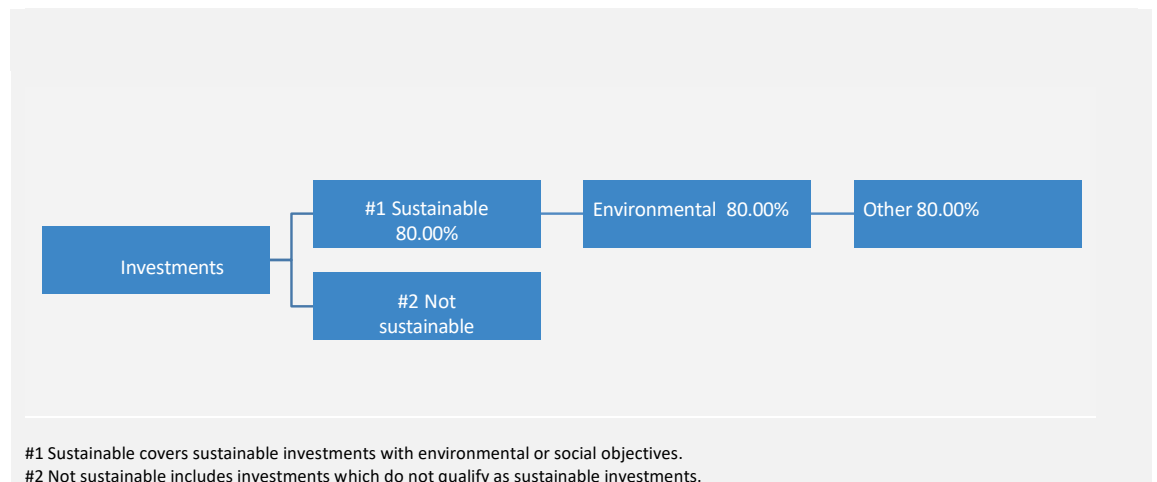 #1 Sustainable
80.00%
Environmental 80.00%
Other 80.00%
Investments
#2 Not
sustainable
#1 Sustainable covers sustainable investments with environmental or social objectives.
#2 Not sustainable includes investments which do not qualify as sustainable investments.